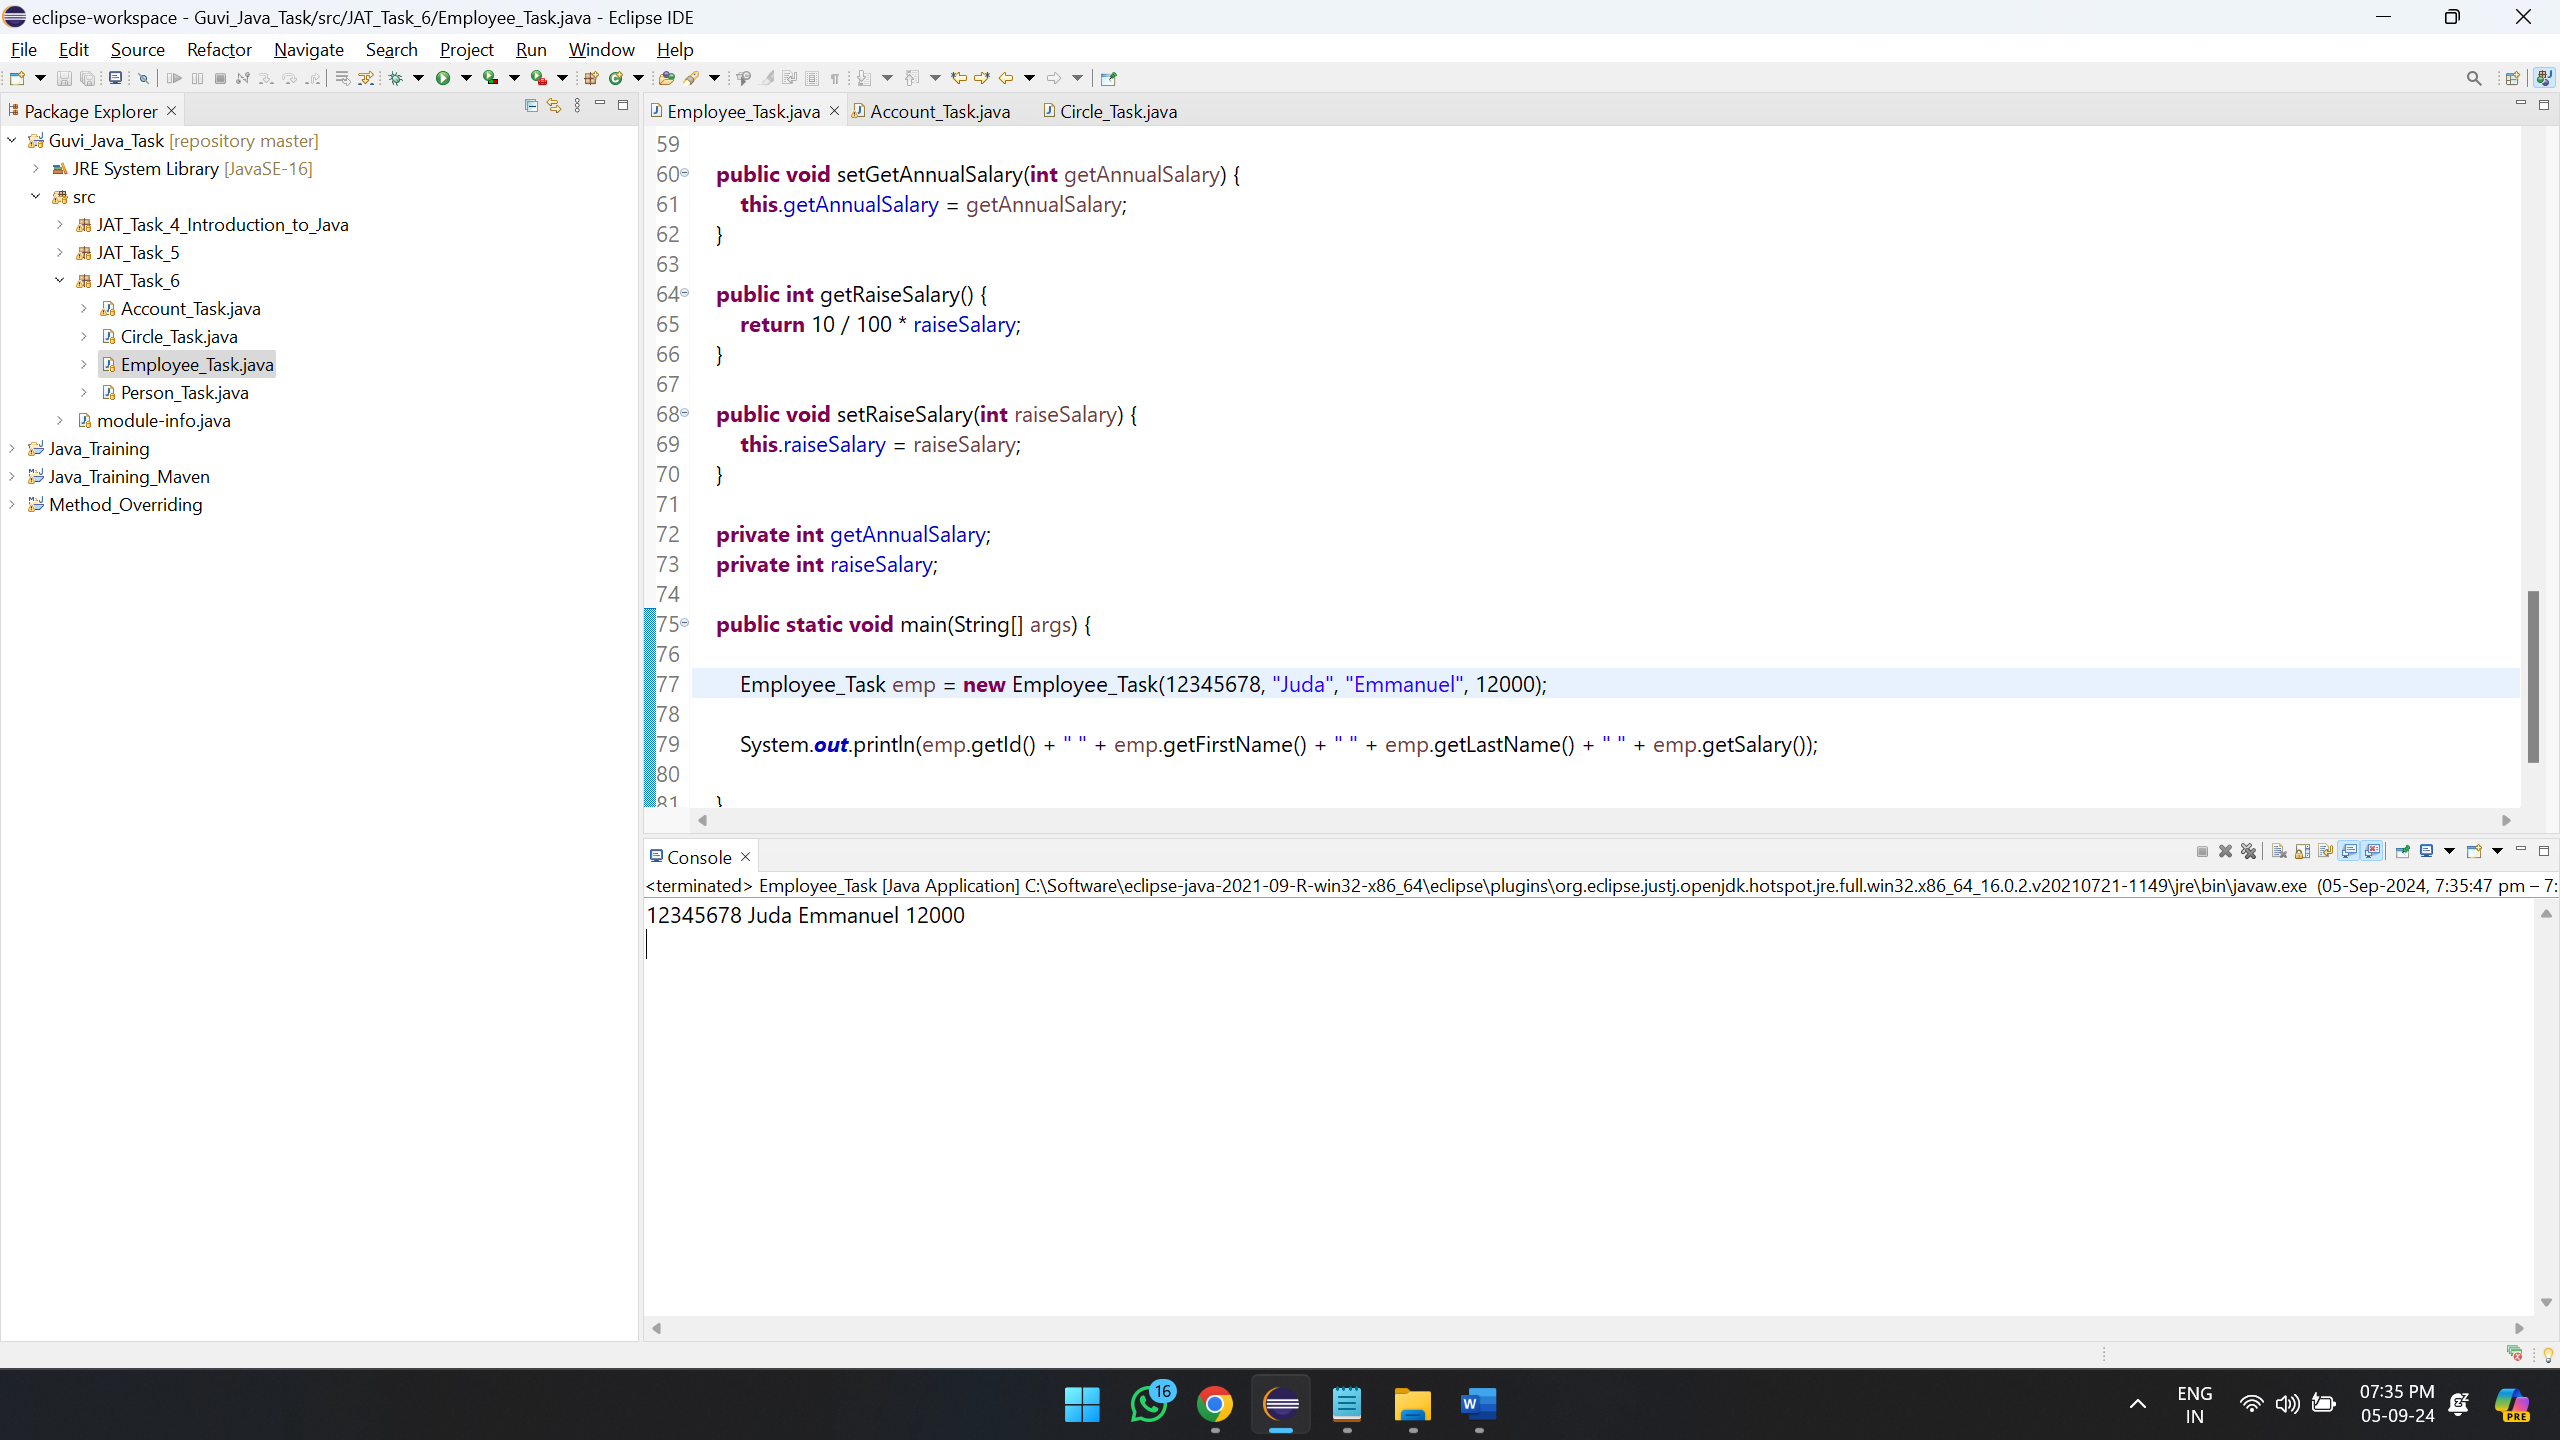 eclipse-workspace - Guvi_Java_Task/src/JAT_Task_6/Employee_Task.java - Eclipse IDE
File Edit Source Refactor Navigate Search Project Run Window Help
Package Explorer
Guvi_Java_Task [repository master]
JRE System Library [JavaSE-16]
src
JAT_Task_4_Introduction_to_Java
JAT_Task_5
JAT_Task_6
Account_Task.java
Circle_Task.java
Employee_Task.java
Person_Task.java
module-info.java
Java_Training
Java_Training_Maven
Method_Overriding
Employee_Task.java Account_Task.java Circle_Task.java
59
60 public void setGetAnnualSalary(int getAnnualSalary) {
61 this.getAnnualSalary = getAnnualSalary;
62 }
63
64 public int getRaiseSalary() {
65 return 10 / 100 * raiseSalary;
66 }
67
68 public void setRaiseSalary(int raiseSalary) {
69 this.raiseSalary = raiseSalary;
70 }
71
72 private int getAnnualSalary;
73 private int raiseSalary;
74
75 public static void main(String[] args) {
76
77 Employee_Task emp = new Employee_Task(12345678, "Juda", "Emmanuel", 12000);
78
79 System.out.println(emp.getId() + " " + emp.getFirstName() + " " + emp.getLastName() + " " + emp.getSalary());
80
81 }
Console
<terminated> Employee_Task [Java Application] C:\Software\eclipse-java-2021-09-R-win32-x86_64\eclipse\plugins\org.eclipse.justj.openjdk.hotspot.jre.full.win32.x86_64_16.0.2.v20210721-1149\jre\bin\javaw.exe (05-Sep-2024, 7:35:47 pm – 7:
12345678 Juda Emmanuel 12000
16
W
ENG
IN
07:35 PM
05-09-24
PRE